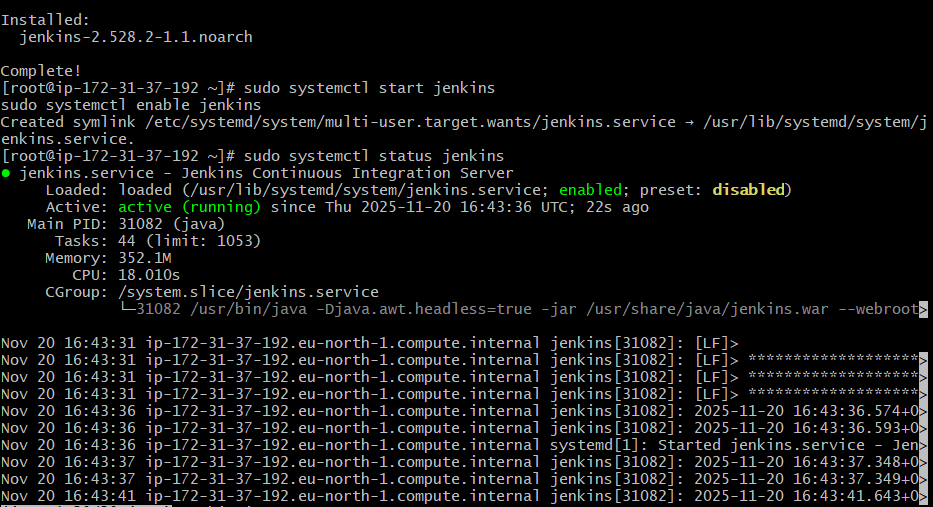 Installed:
  jenkins-2.528.2-1.1.noarch

Complete!
[root@ip-172-31-37-192 ~]# sudo systemctl start jenkins
sudo systemctl enable jenkins
Created symlink /etc/systemd/system/multi-user.target.wants/jenkins.service → /usr/lib/systemd/system/j
enkins.service.
[root@ip-172-31-37-192 ~]# sudo systemctl status jenkins
● jenkins.service - Jenkins Continuous Integration Server
     Loaded: loaded (/usr/lib/systemd/system/jenkins.service; enabled; preset: disabled)
     Active: active (running) since Thu 2025-11-20 16:43:36 UTC; 22s ago
   Main PID: 31082 (java)
      Tasks: 44 (limit: 1053)
     Memory: 352.1M
        CPU: 18.010s
     CGroup: /system.slice/jenkins.service
             └─31082 /usr/bin/java -Djava.awt.headless=true -jar /usr/share/java/jenkins.war --webroot>

Nov 20 16:43:31 ip-172-31-37-192.eu-north-1.compute.internal jenkins[31082]: [LF]>
Nov 20 16:43:31 ip-172-31-37-192.eu-north-1.compute.internal jenkins[31082]: [LF]> *******************>
Nov 20 16:43:31 ip-172-31-37-192.eu-north-1.compute.internal jenkins[31082]: [LF]> *******************>
Nov 20 16:43:31 ip-172-31-37-192.eu-north-1.compute.internal jenkins[31082]: [LF]> *******************>
Nov 20 16:43:36 ip-172-31-37-192.eu-north-1.compute.internal jenkins[31082]: 2025-11-20 16:43:36.574+0>
Nov 20 16:43:36 ip-172-31-37-192.eu-north-1.compute.internal jenkins[31082]: 2025-11-20 16:43:36.593+0>
Nov 20 16:43:36 ip-172-31-37-192.eu-north-1.compute.internal systemd[1]: Started jenkins.service - Jen>
Nov 20 16:43:37 ip-172-31-37-192.eu-north-1.compute.internal jenkins[31082]: 2025-11-20 16:43:37.348+0>
Nov 20 16:43:37 ip-172-31-37-192.eu-north-1.compute.internal jenkins[31082]: 2025-11-20 16:43:37.349+0>
Nov 20 16:43:41 ip-172-31-37-192.eu-north-1.compute.internal jenkins[31082]: 2025-11-20 16:43:41.643+0>